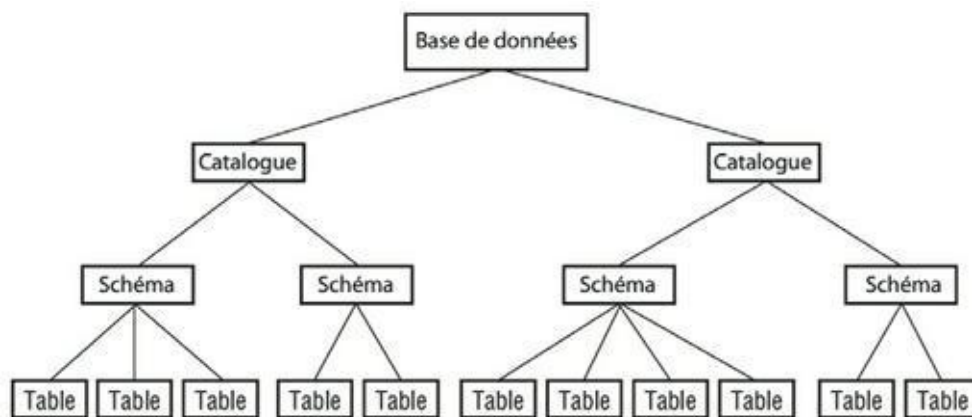 Base de données
Catalogue Catalogue
Schéma Schéma Schéma Schéma
Table Table Table Table Table Table Table Table Table Table Table